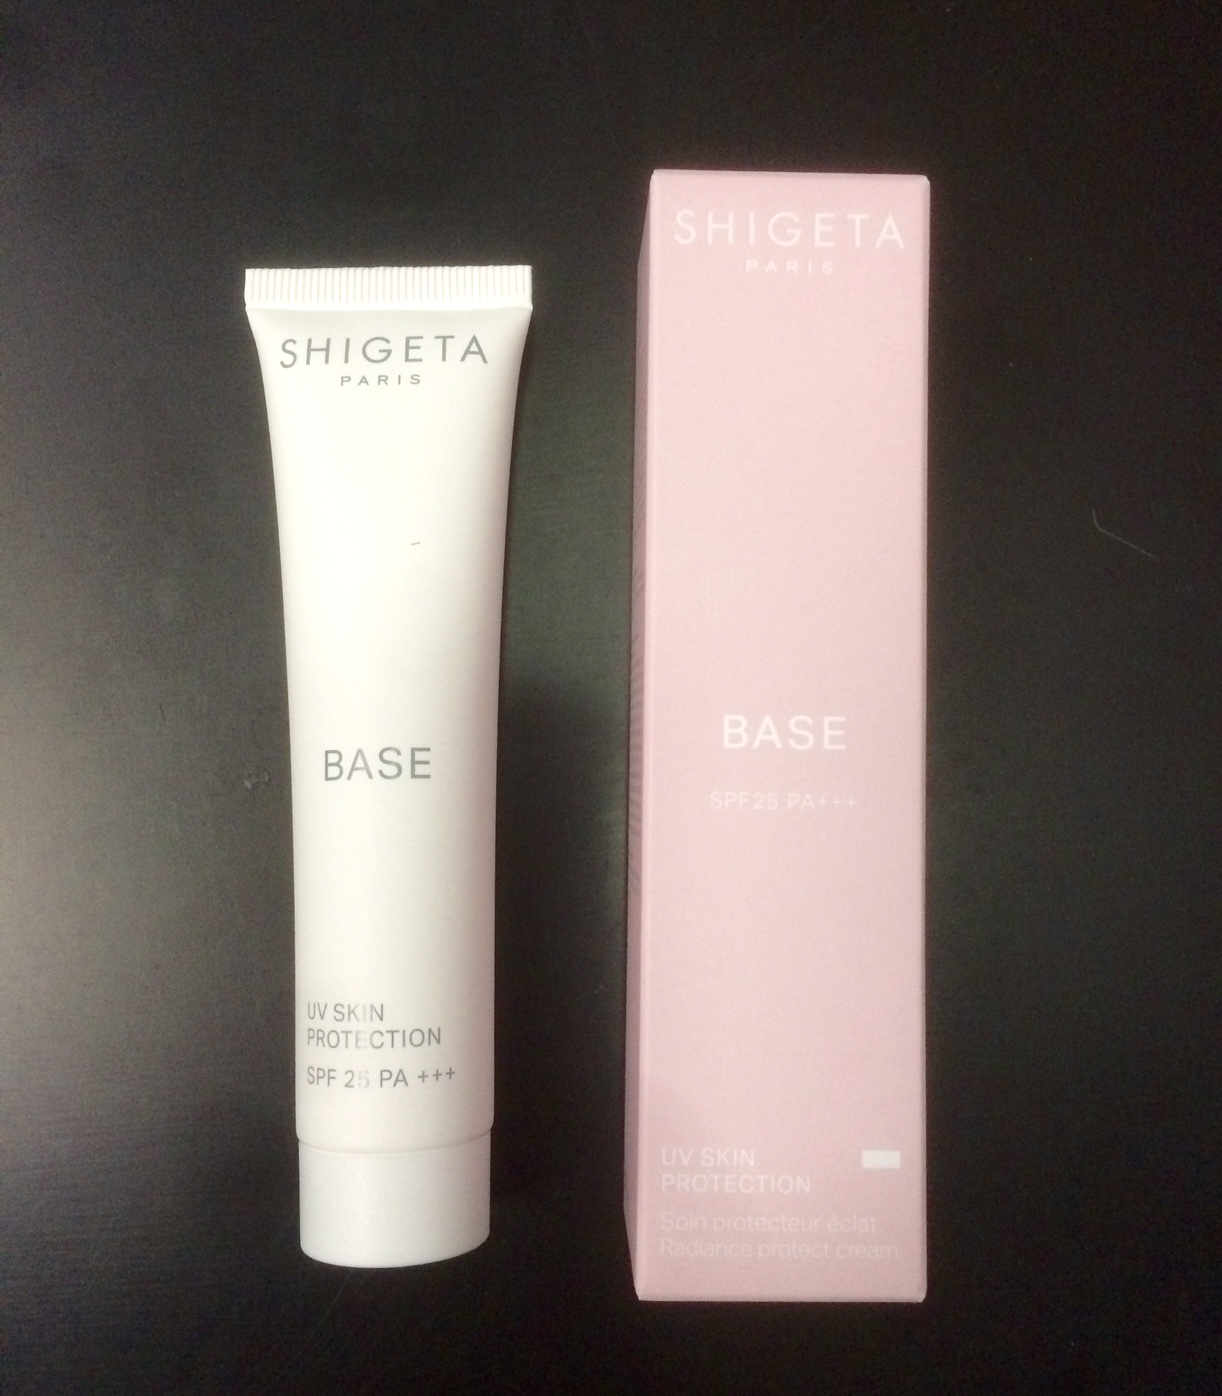 SHIGETA
PARIS
BASE
UV SKIN
PROTECTION
SPF 25 PA +++
SHIGETA
PARIS
BASE
SPF25 PA+++
UV SKIN
PROTECTION
Soin protecteur éclat
Radiance protect cream